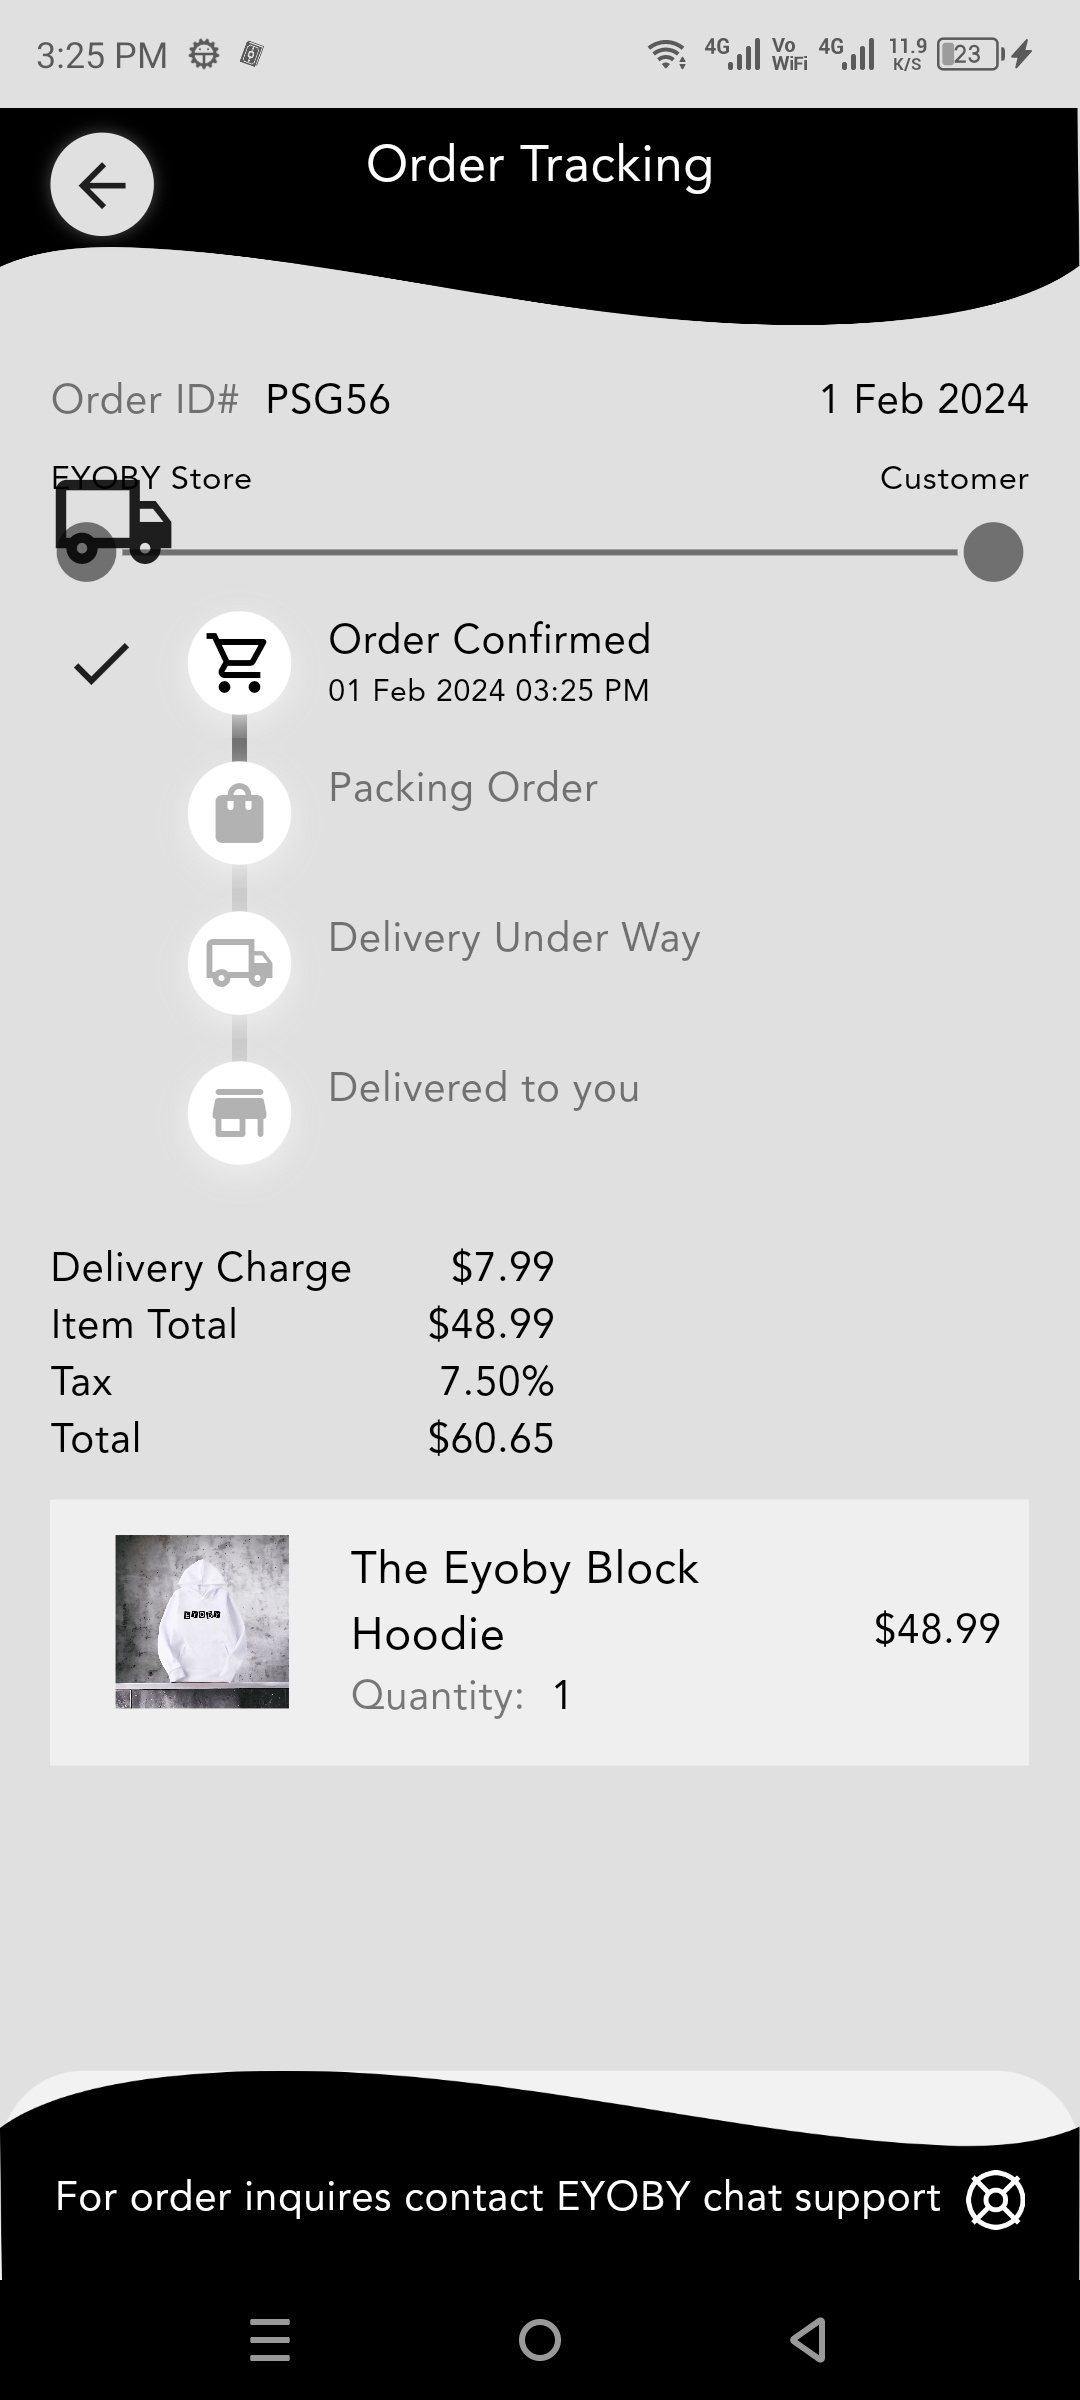 3:25 PM 4G Vo WiFi 4G 11.9 K/S 23
Order Tracking
Order ID# PSG56 1 Feb 2024
EYOBY Store Customer
Order Confirmed
01 Feb 2024 03:25 PM
Packing Order
Delivery Under Way
Delivered to you
Delivery Charge $7.99
Item Total $48.99
Tax 7.50%
Total $60.65
EYOBY
The Eyoby Block
Hoodie
$48.99
Quantity: 1
For order inquires contact EYOBY chat support